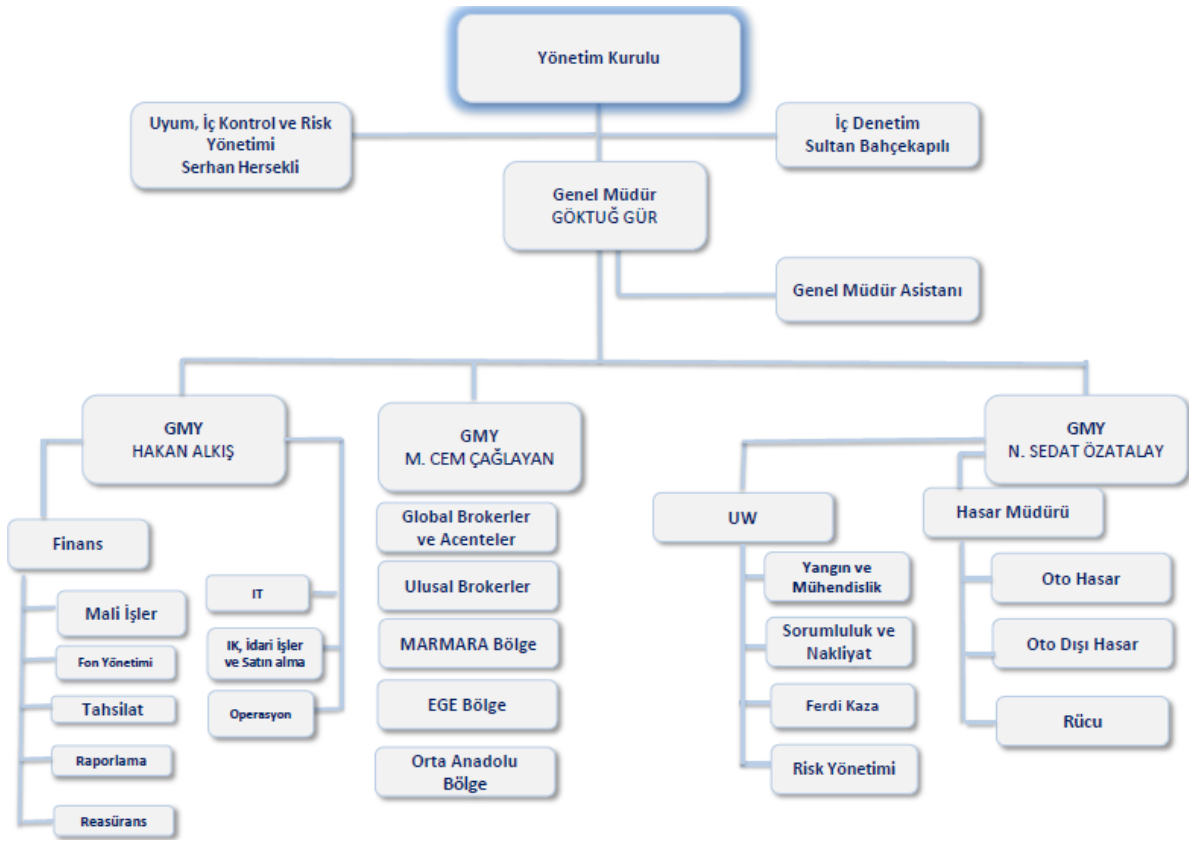 Yönetim Kurulu
Uyum, İç Kontrol ve Risk
Yönetimi
Serhan Hersekli
İç Denetim
Sultan Bahçekapılı
Genel Müdür
GÖKTUĞ GÜR
Genel Müdür Asistanı
GMY
HAKAN ALKIŞ
GMY
M. CEM ÇAĞLAYAN
GMY
N. SEDAT ÖZATALAY
Finans
Mali İşler
Fon Yönetimi
Tahsilat
Raporlama
Reasürans
IT
IK, İdari İşler
ve Satın alma
Operasyon
Global Brokerler
ve Acenteler
Ulusal Brokerler
MARMARA Bölge
EGE Bölge
Orta Anadolu
Bölge
UW
Yangın ve
Mühendislik
Sorumluluk ve
Nakliyat
Ferdi Kaza
Risk Yönetimi
Hasar Müdürü
Oto Hasar
Oto Dışı Hasar
Rücu